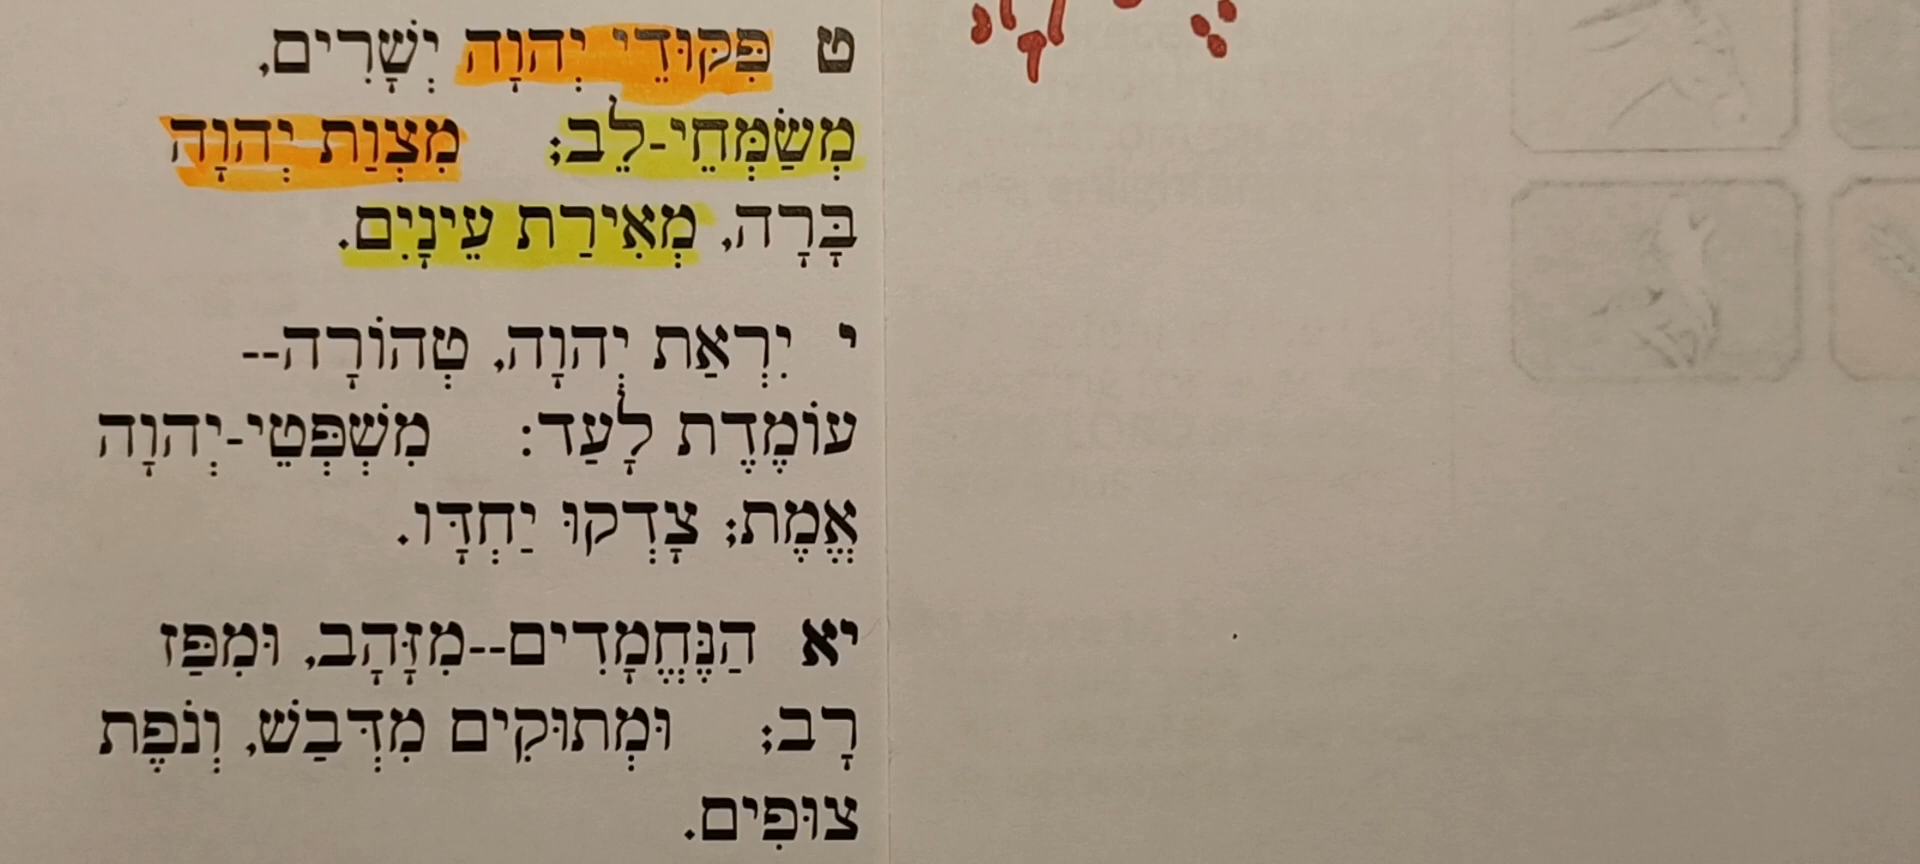 ט פִּקּוּדֵי יְהוָה יְשָׁרִים,
מְשַׂמְּחֵי-לֵב; מִצְוַת יְהוָה
בָּרָה, מְאִירַת עֵינָיִם.
י יִרְאַת יְהוָה, טְהוֹרָה--
עוֹמֶדֶת לָעַד: מִשְׁפְּטֵי-יְהוָה
אֱמֶת; צָדְקוּ יַחְדָּו.
יא הַנֶּחֱמָדִים--מִזָּהָב, וּמִפַּז
רָב; וּמְתוּקִים מִדְּבַשׁ, וְנֹפֶת
צוּפִים.